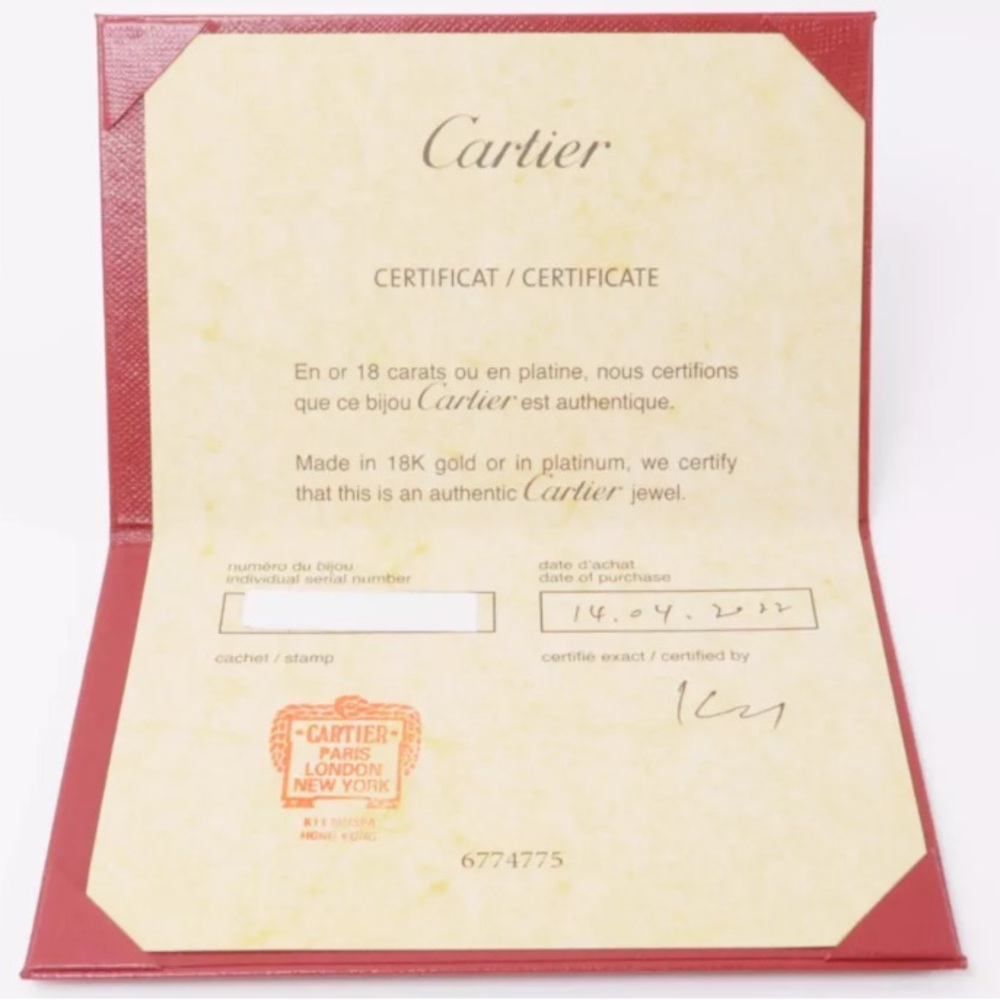 Cartier
CERTIFICAT / CERTIFICATE
En or 18 carats ou en platine, nous certifions
que ce bijou Cartier est authentique.
Made in 18K gold or in platinum, we certify
that this is an authentic Cartier jewel.
numéro du bijou
individual serial number
date d'achat
date of purchase
14.04.2022
cachet / stamp
certifié exact / certified by
CARTIER
PARIS
LONDON
NEW YORK
K11 MUSEA
HONG KONG
6774775